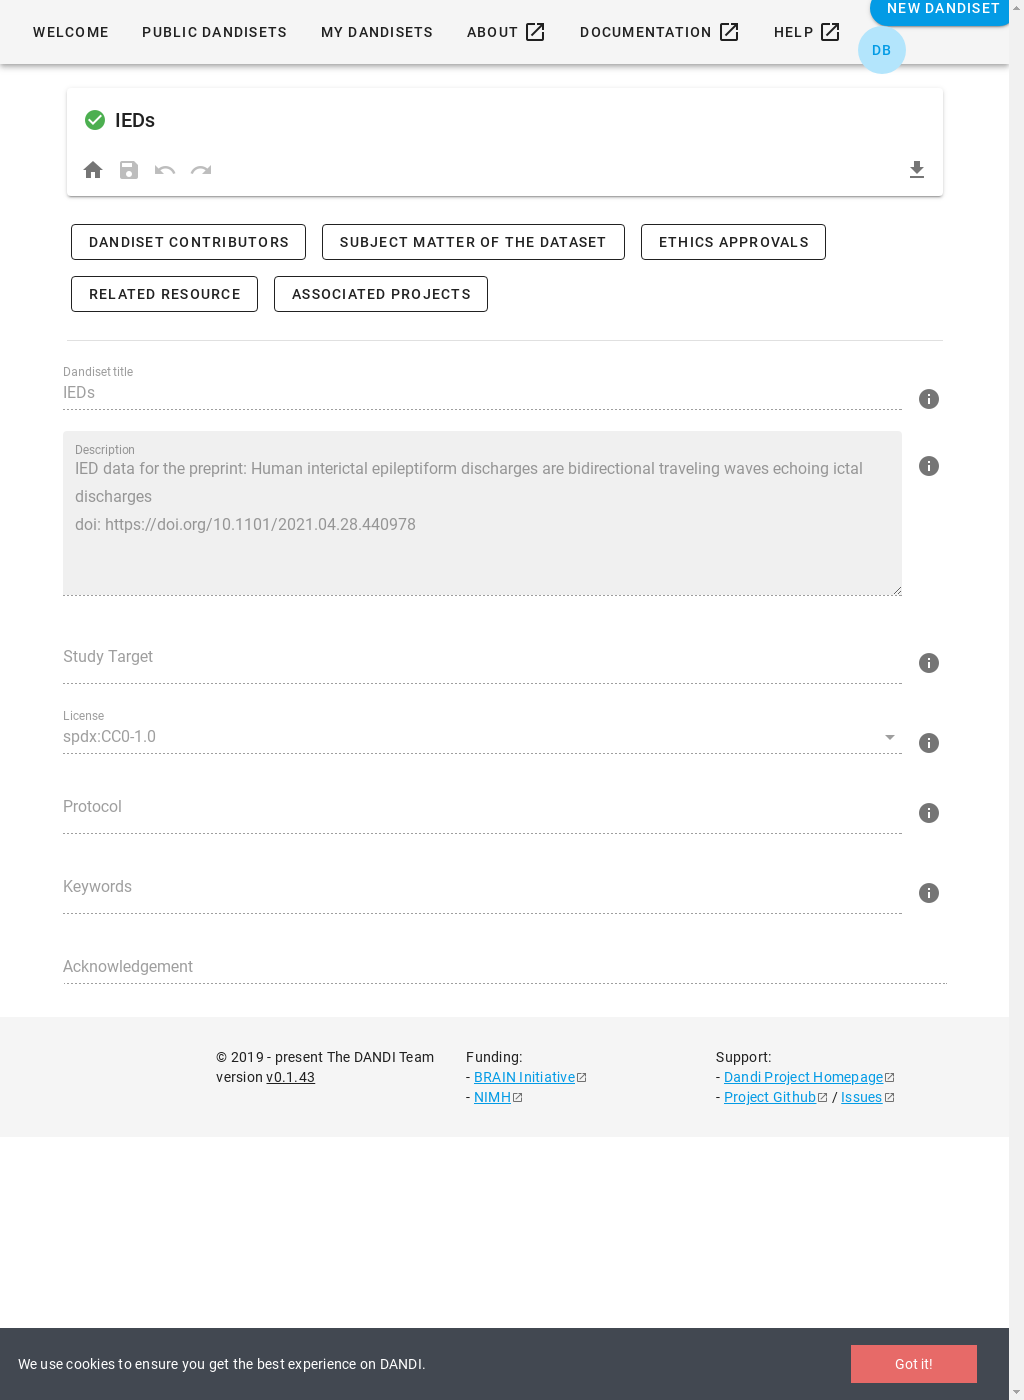 NEW DANDISET
WELCOME PUBLIC DANDISETS MY DANDISETS ABOUT DOCUMENTATION HELP
DB
IEDs
DANDISET CONTRIBUTORS SUBJECT MATTER OF THE DATASET ETHICS APPROVALS
RELATED RESOURCE ASSOCIATED PROJECTS
Dandiset title
IEDs
Description
IED data for the preprint: Human interictal epileptiform discharges are bidirectional traveling waves echoing ictal
discharges
doi: https://doi.org/10.1101/2021.04.28.440978
Study Target
License
spdx:CC0-1.0
Protocol
Keywords
Acknowledgement
© 2019 - present The DANDI Team
version v0.1.43
Funding:
- BRAIN Initiative
- NIMH
Support:
- Dandi Project Homepage
- Project Github / Issues
We use cookies to ensure you get the best experience on DANDI.
Got it!